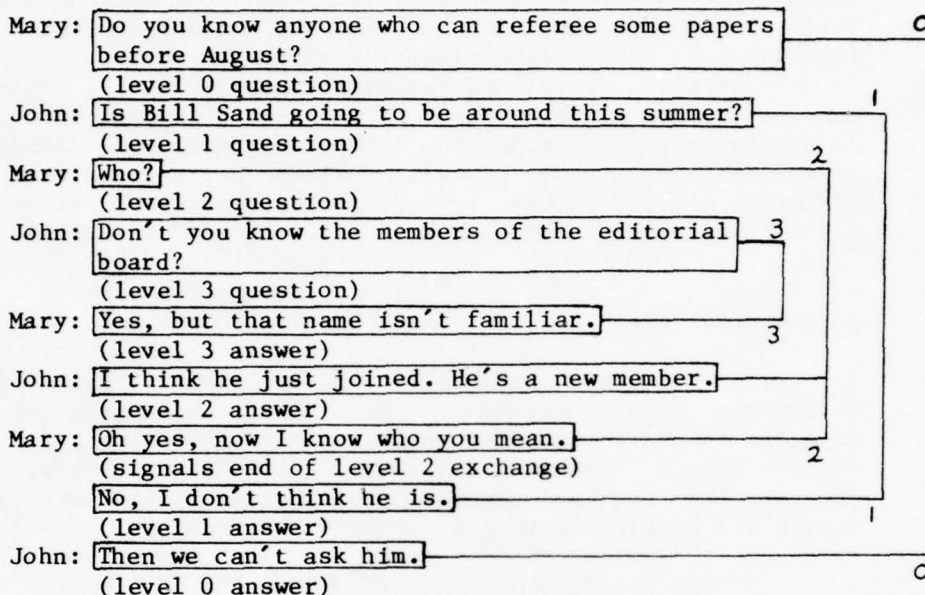 Mary: Do you know anyone who can referee some papers 0
before August?
(level 0 question)
John: Is Bill Sand going to be around this summer? 1
(level 1 question)
Mary: Who? 2
(level 2 question)
John: Don't you know the members of the editorial 3
board?
(level 3 question)
Mary: Yes, but that name isn't familiar. 3
(level 3 answer)
John: I think he just joined. He's a new member.
(level 2 answer)
Mary: Oh yes, now I know who you mean. 2
(signals end of level 2 exchange)
No, I don't think he is. 1
(level 1 answer)
John: Then we can't ask him. 0
(level 0 answer)